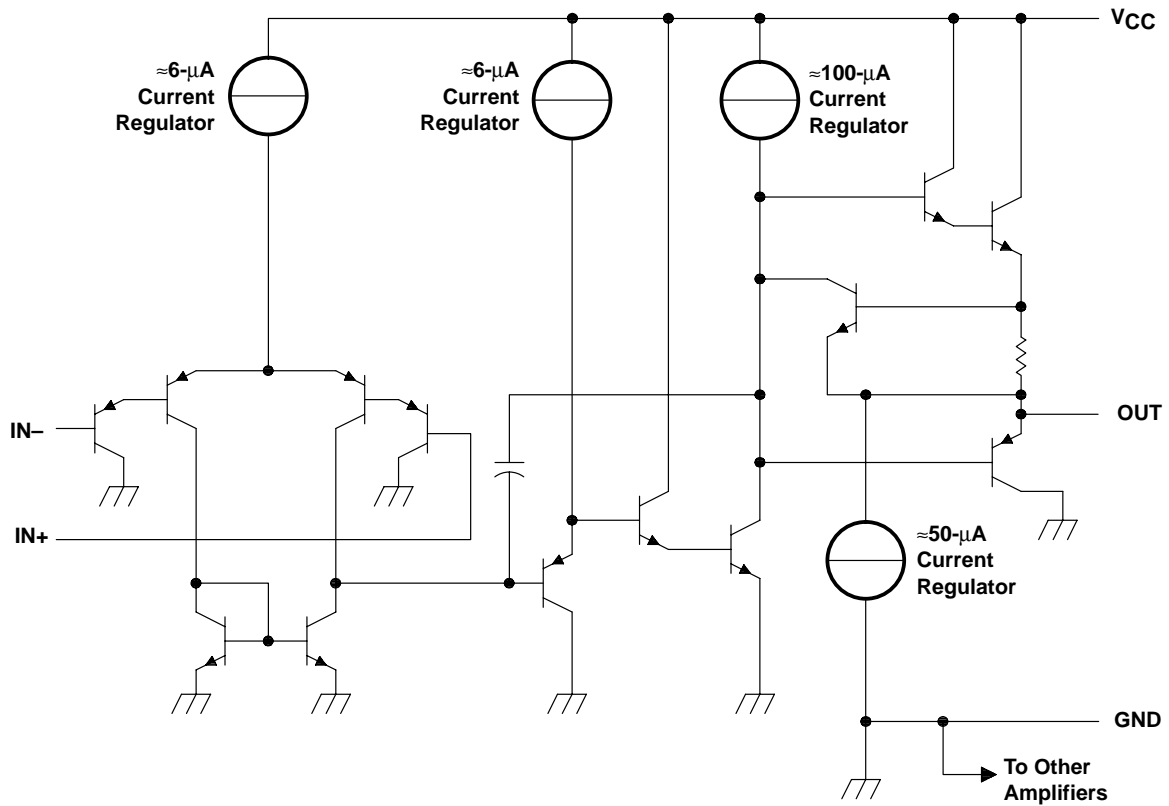 VCC
≈6-μA
Current
Regulator
≈6-μA
Current
Regulator
≈100-μA
Current
Regulator
IN–
OUT
IN+
≈50-μA
Current
Regulator
GND
To Other
Amplifiers